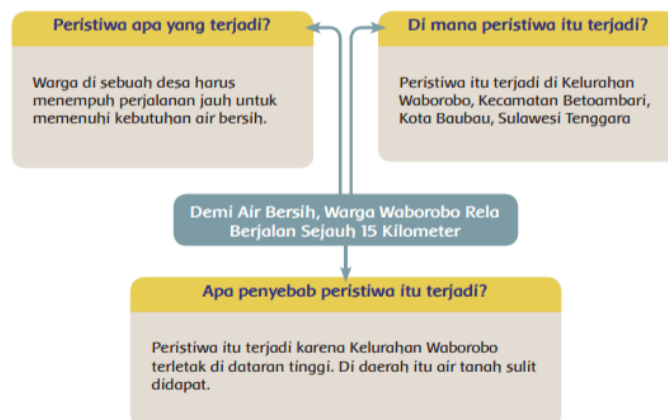 Peristiwa apa yang terjadi?
Warga di sebuah desa harus
menempuh perjalanan jauh untuk
memenuhi kebutuhan air bersih.
Di mana peristiwa itu terjadi?
Peristiwa itu terjadi di Kelurahan
Waborobo, Kecamatan Betoambari,
Kota Baubau, Sulawesi Tenggara
Demi Air Bersih, Warga Waborobo Rela
Berjalan Sejauh 15 Kilometer
Apa penyebab peristiwa itu terjadi?
Peristiwa itu terjadi karena Kelurahan Waborobo
terletak di dataran tinggi. Di daerah itu air tanah sulit
didapat.